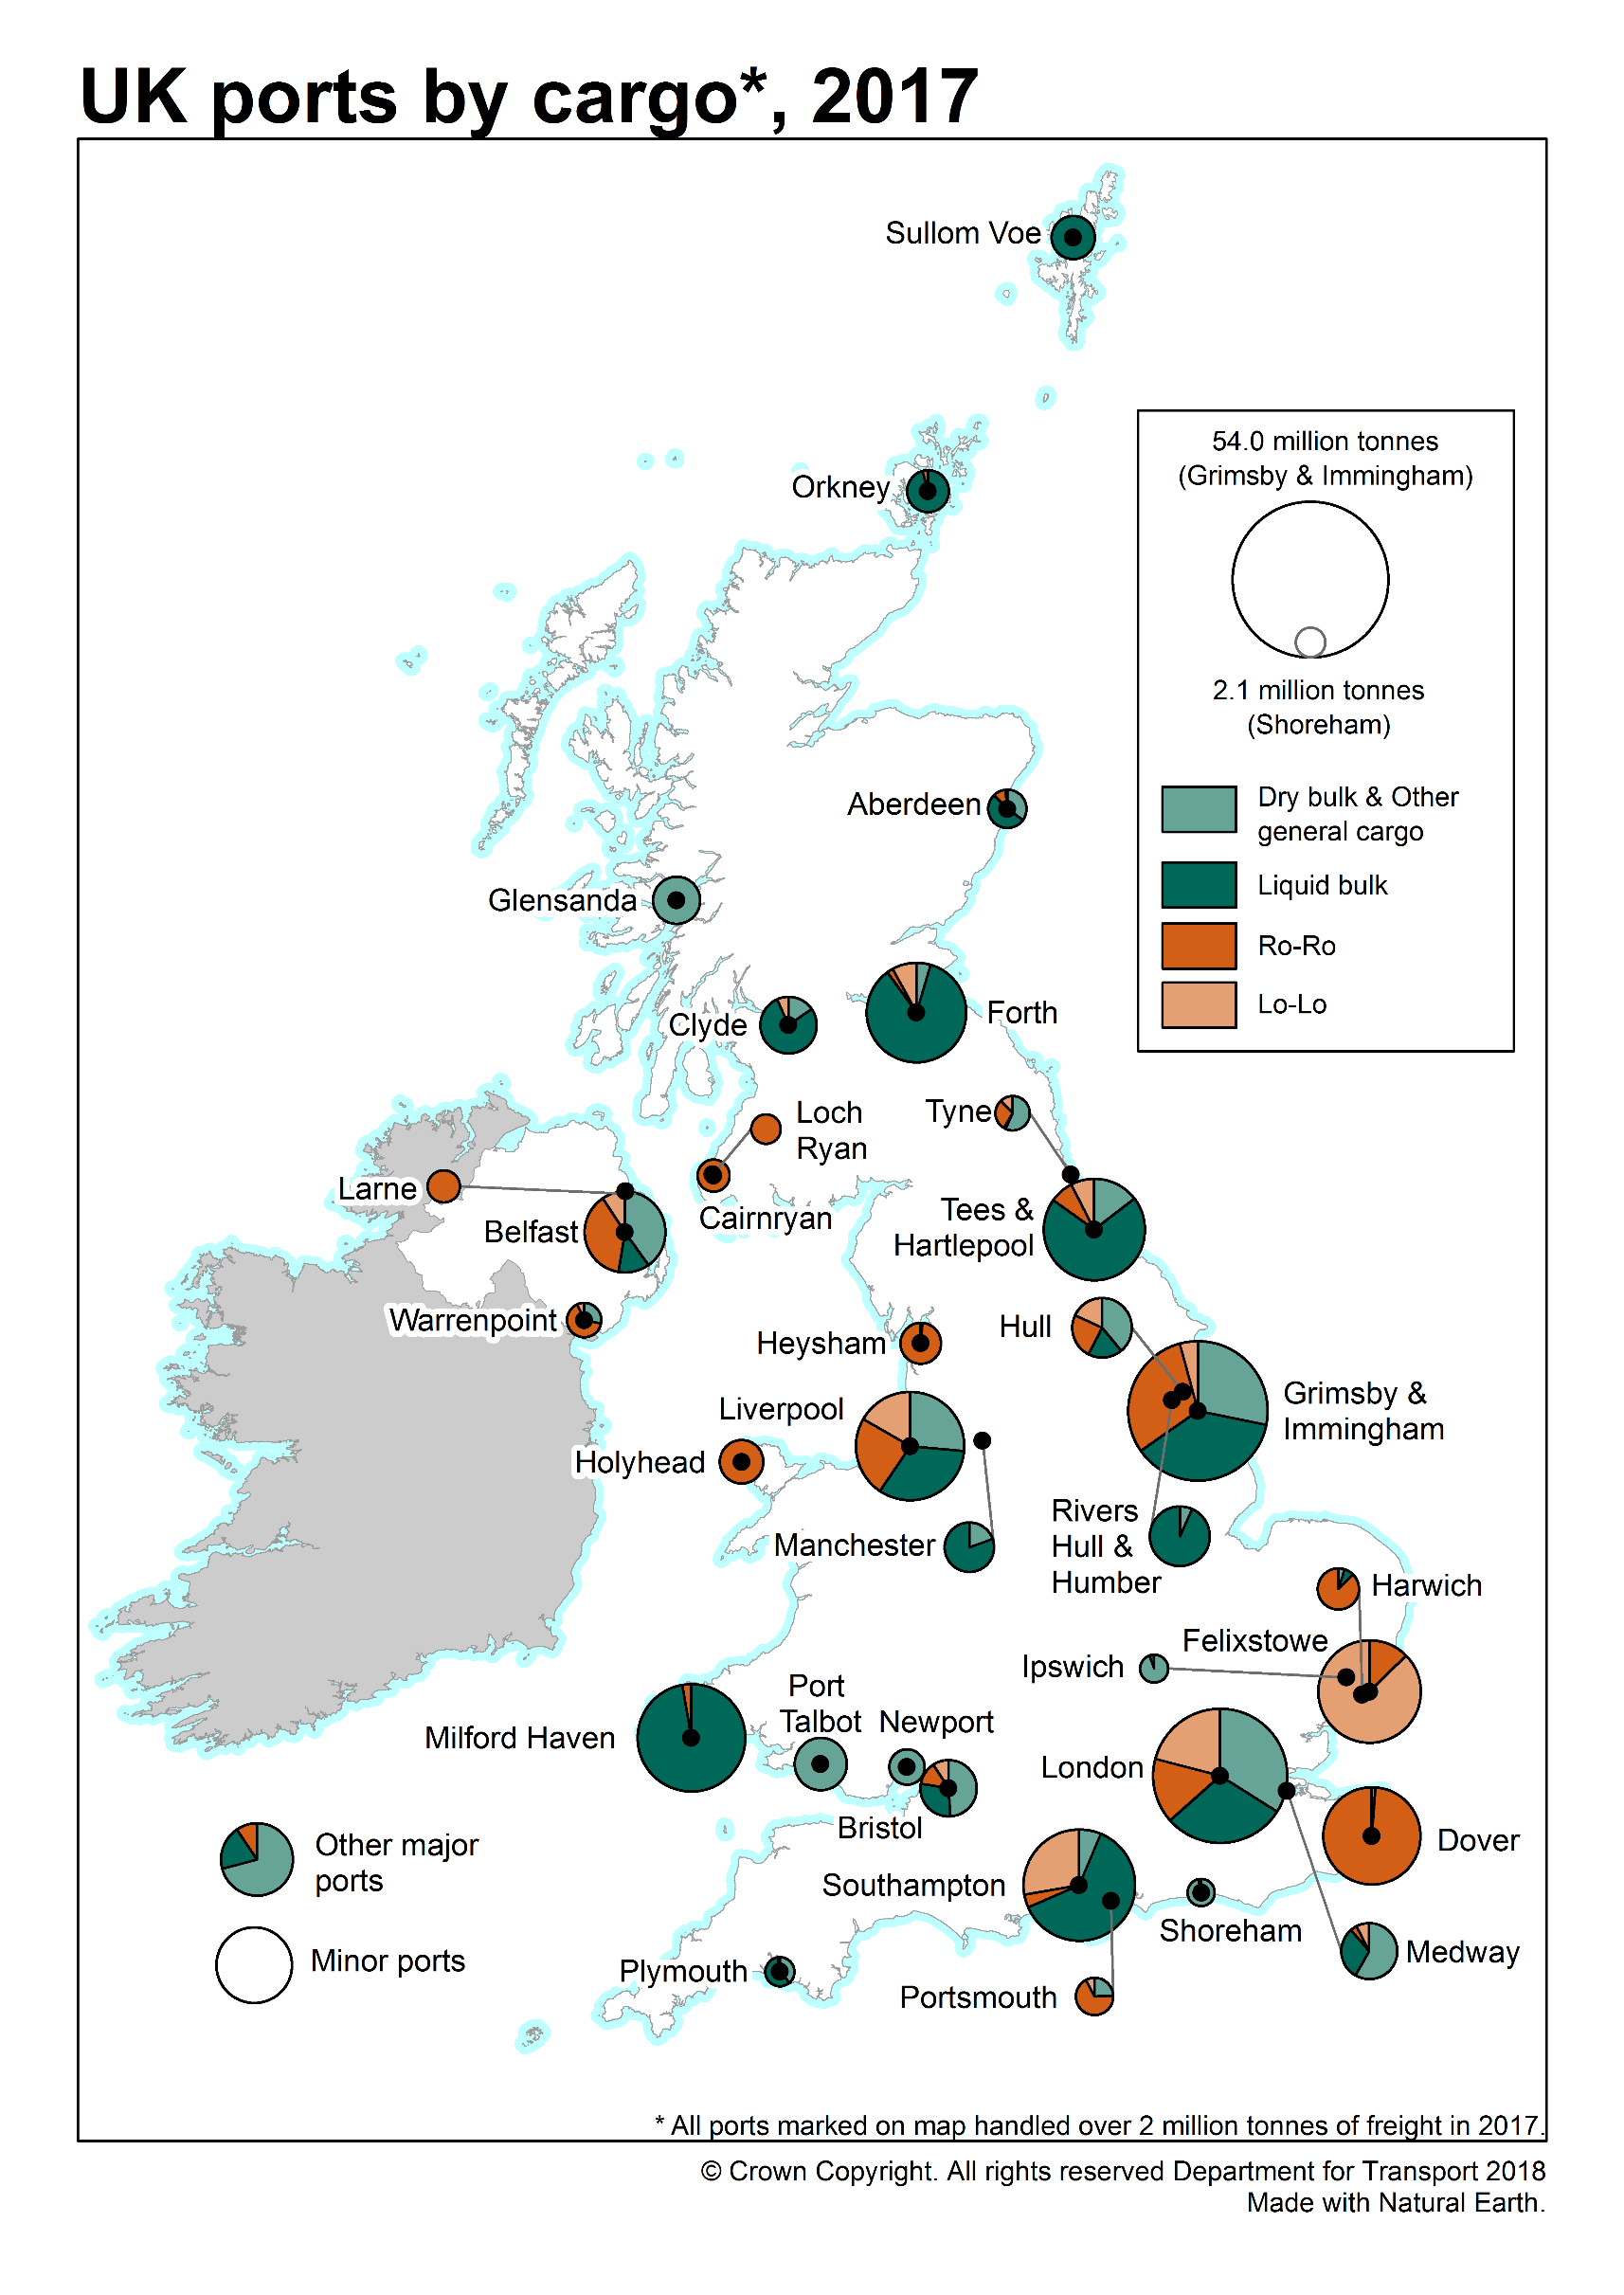 UK ports by cargo*, 2017
Sullom Voe
54.0 million tonnes
(Grimsby & Immingham)
Orkney
2.1 million tonnes
(Shoreham)
Dry bulk & Other
general cargo
Liquid bulk
Ro-Ro
Lo-Lo
Aberdeen
Glensanda
Forth
Clyde
Loch
Ryan
Tyne
Larne
Cairnryan
Belfast
Tees &
Hartlepool
Warrenpoint
Heysham
Hull
Liverpool
Grimsby &
Immingham
Holyhead
Manchester
Rivers
Hull &
Humber
Harwich
Felixstowe
Ipswich
Port
Talbot
Newport
Milford Haven
London
Bristol
Dover
Other major
ports
Southampton
Shoreham
Minor ports
Plymouth
Medway
Portsmouth
* All ports marked on map handled over 2 million tonnes of freight in 2017.
© Crown Copyright. All rights reserved Department for Transport 2018
Made with Natural Earth.